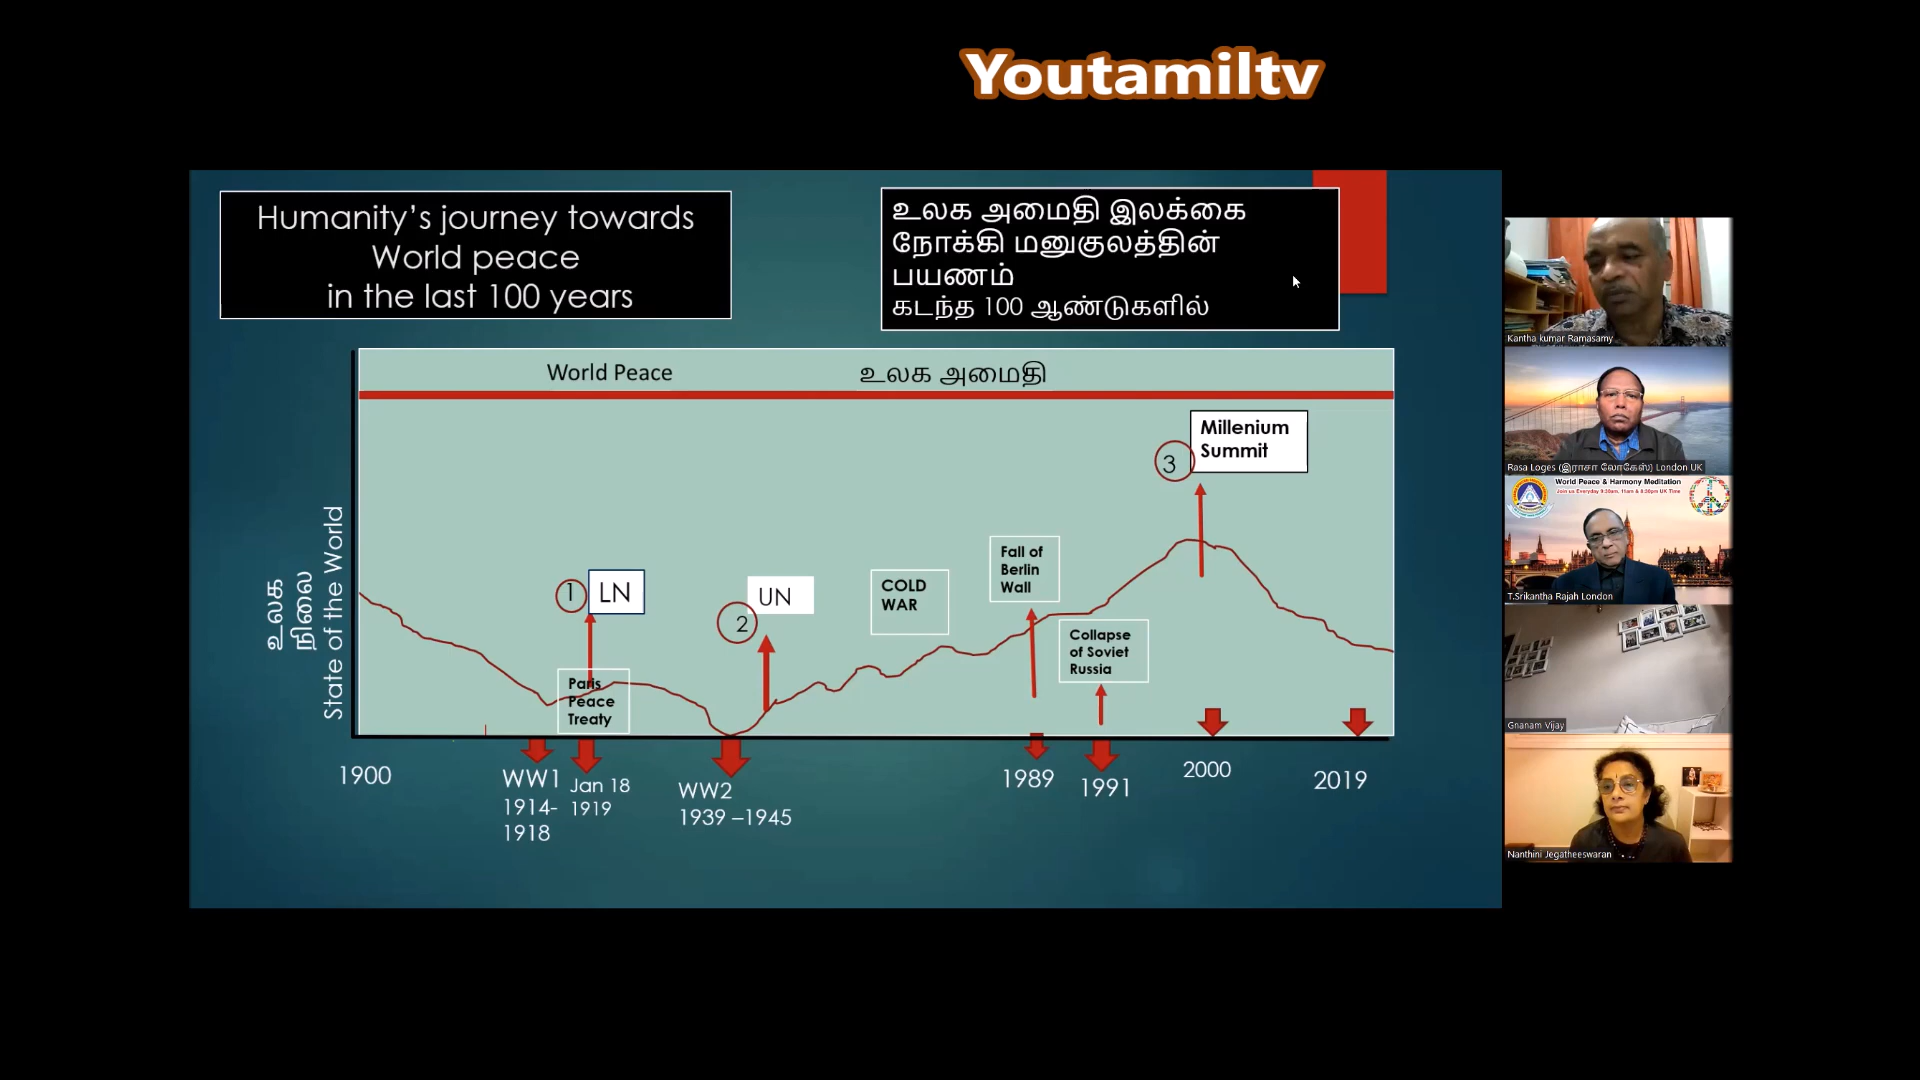 Youtamiltv
Humanity’s journey towards
World peace
in the last 100 years
உலக அமைதி இலக்கை
நோக்கி மனுகுலத்தின்
பயணம்
கடந்த 100 ஆண்டுகளில்
World Peace
உலக அமைதி
உலக
நிலை
State of the World
1
LN
Paris
Peace
Treaty
2
UN
COLD
WAR
Fall of
Berlin
Wall
Collapse
of Soviet
Russia
3
Millenium
Summit
1900
WW1
1914-
1918
Jan 18
1919
WW2
1939 –1945
1989
1991
2000
2019
Kantha kumar Ramasamy
Rasa Loges (இராசா லோகேஸ்) London UK
World Peace & Harmony Meditation
Join us Everyday 9:30am, 11am & 8:30pm UK Time
T.Srikantha Rajah London
Gnanam Vijay
Nanthini Jegatheeswaran